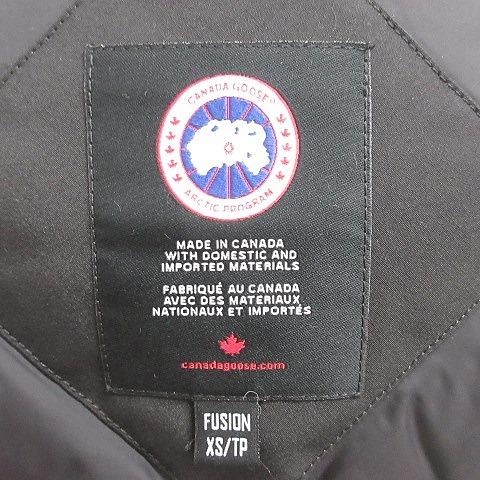 CANADA GOOSE®
ARCTIC PROGRAM
MADE IN CANADA
WITH DOMESTIC AND
IMPORTED MATERIALS
FABRIQUÉ AU CANADA
AVEC DES MATERIAUX
NATIONAUX ET IMPORTÉS
canadagoose.com
FUSION
XS/TP